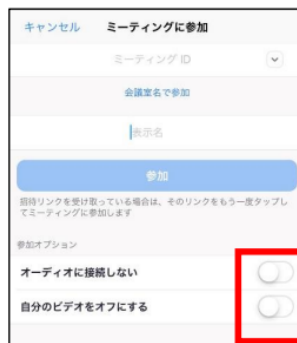 キャンセル ミーティングに参加
ミーティング ID
会議室名で参加
表示名
参加
招待リンクを受け取っている場合は、そのリンクをもう一度タップし
てミーティングに参加します
参加オプション
オーディオに接続しない
自分のビデオをオフにする